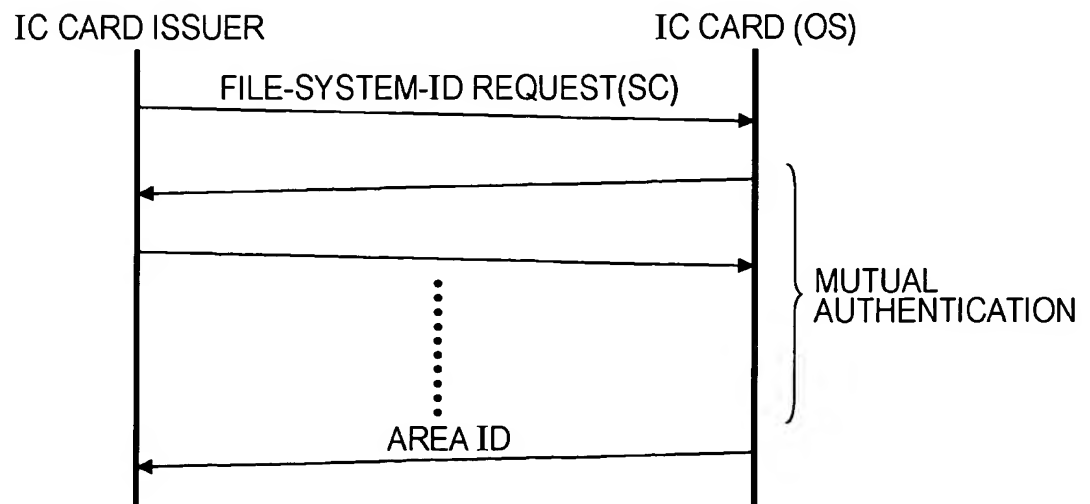 IC CARD ISSUER
IC CARD (OS)
FILE-SYSTEM-ID REQUEST(SC)
MUTUAL
AUTHENTICATION
AREA ID